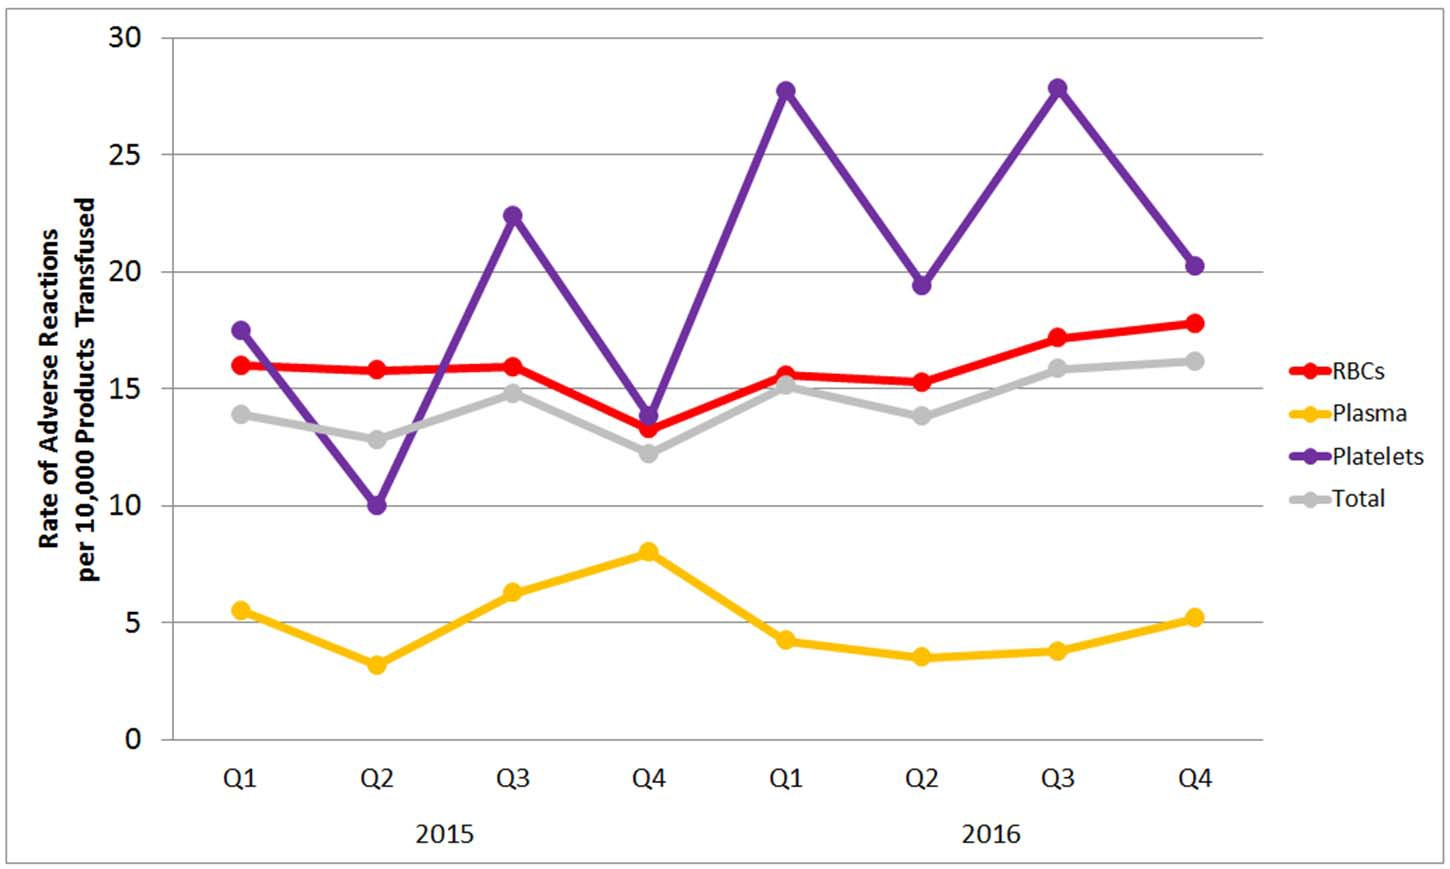 30
25
20
15
10
5
0
Rate of Adverse Reactions
per 10,000 Products Transfused
Q1 Q2 Q3 Q4 Q1 Q2 Q3 Q4
2015 2016
RBCs
Plasma
Platelets
Total